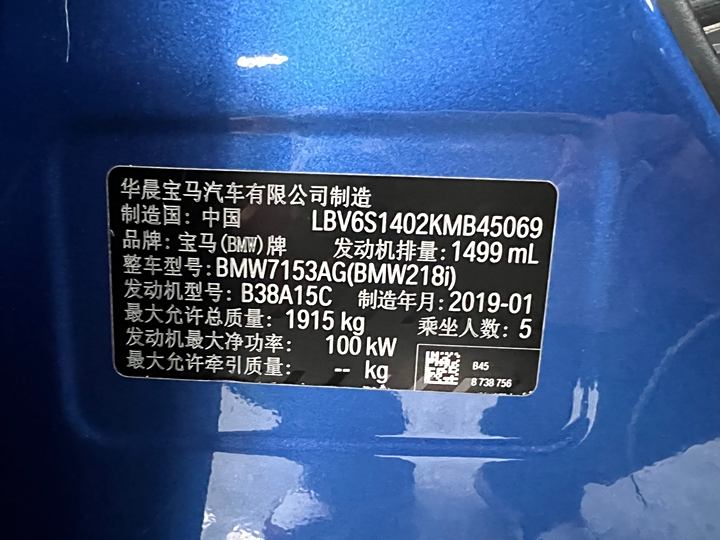 华晨宝马汽车有限公司制造
制造国: 中国 LBV6S1402KMB45069
品牌: 宝马(BMW)牌 发动机排量: 1499 mL
整车型号: BMW7153AG(BMW218i)
发动机型号: B38A15C 制造年月: 2019-01
最大允许总质量: 1915 kg 乘坐人数: 5
发动机最大净功率: 100 kW
最大允许牵引质量: -- kg
B45
8 738 756